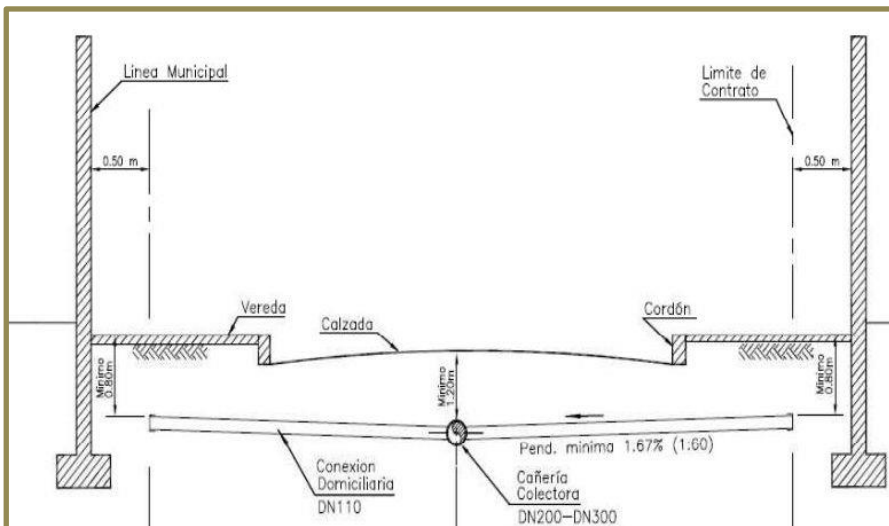 Linea Municipal
Limite de
Contrato
0.50 m
0.50 m
Vereda
Calzada
Cordón
Minimo
0.80m
Minimo
1.20m
Minimo
0.80m
Pend. minima 1.67% (1:60)
Conexion
Domiciliaria
DN110
Cañería
Colectora
DN200-DN300